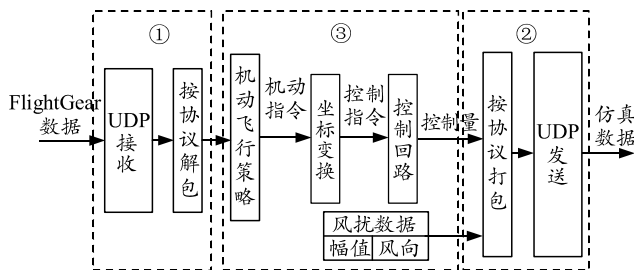 ①
③
②
FlightGear
数据
UDP
接收
按协议解包
机动飞行策略
机动
指令
坐标变换
控制
指令
控制回路
控制量
按协议打包
UDP
发送
仿真
数据
风扰数据
幅值 风向